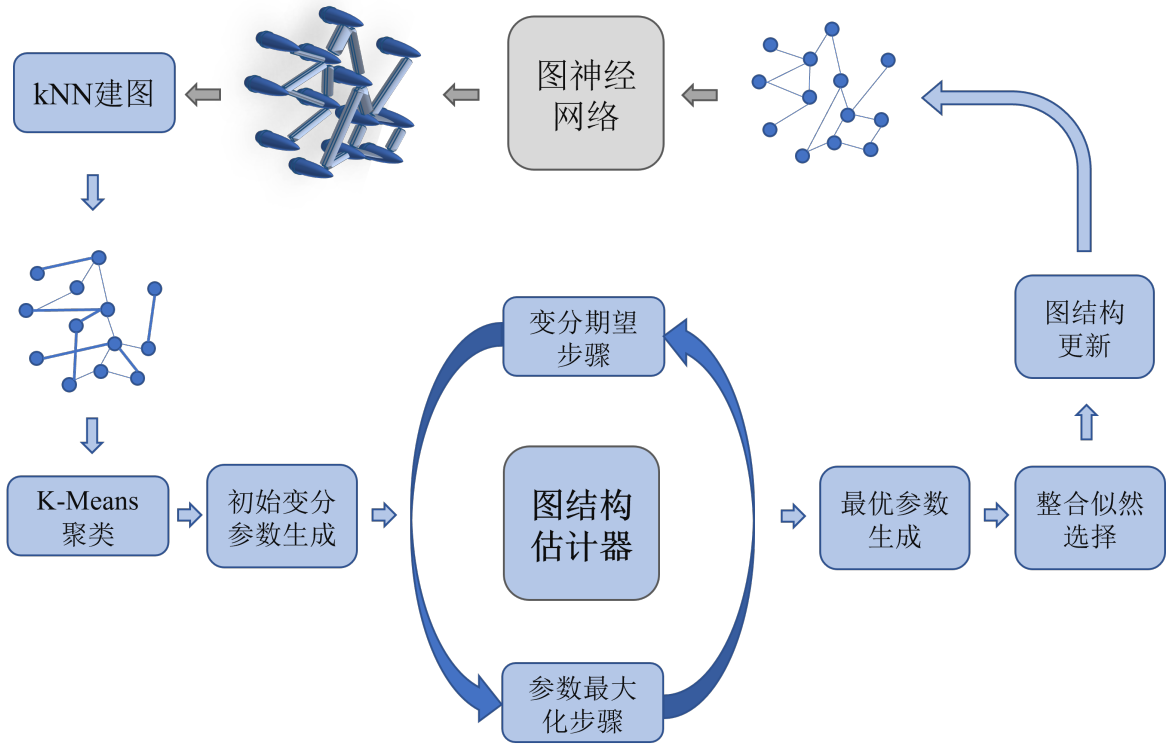 kNN建图
图神经
网络
图结构
更新
变分期望
步骤
K-Means
聚类
初始变分
参数生成
图结构
估计器
最优参数
生成
整合似然
选择
参数最大
化步骤